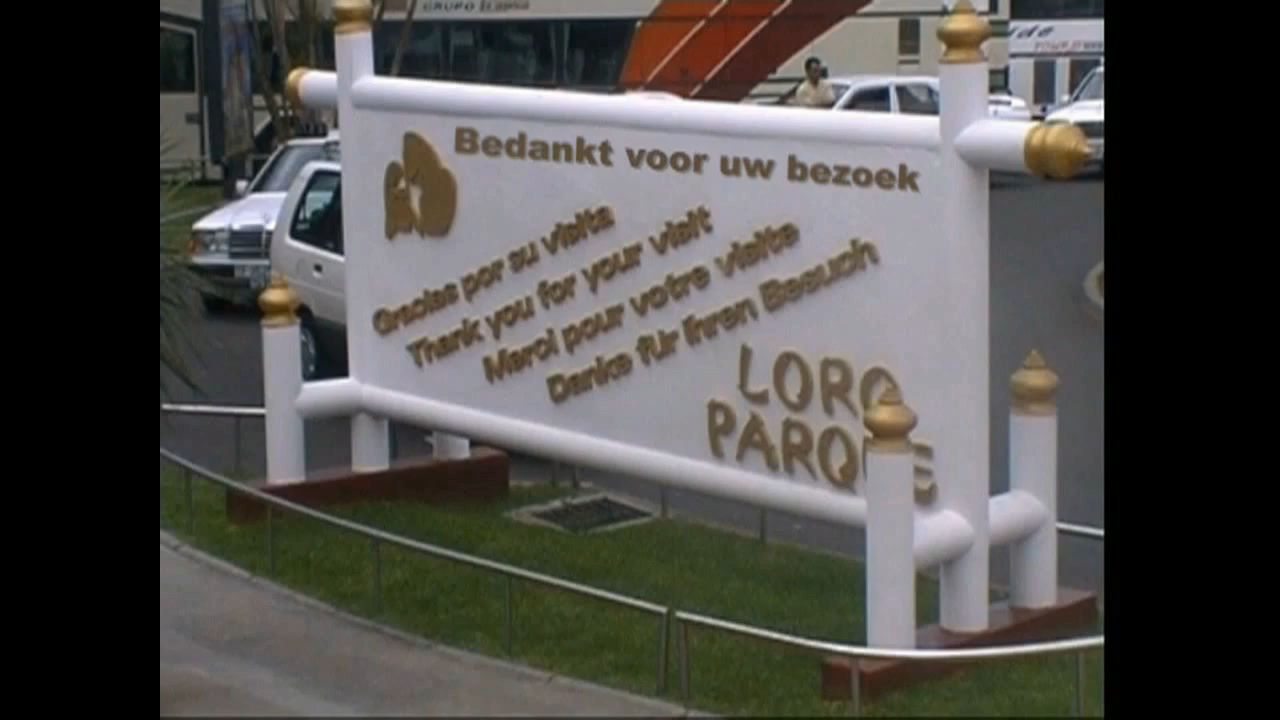 GRUPO
Bedankt voor uw bezoek
Gracias por su visita
Thank you for your visit
Merci pour votre visite
Danke für Ihren Besuch
LORO
PARQUE